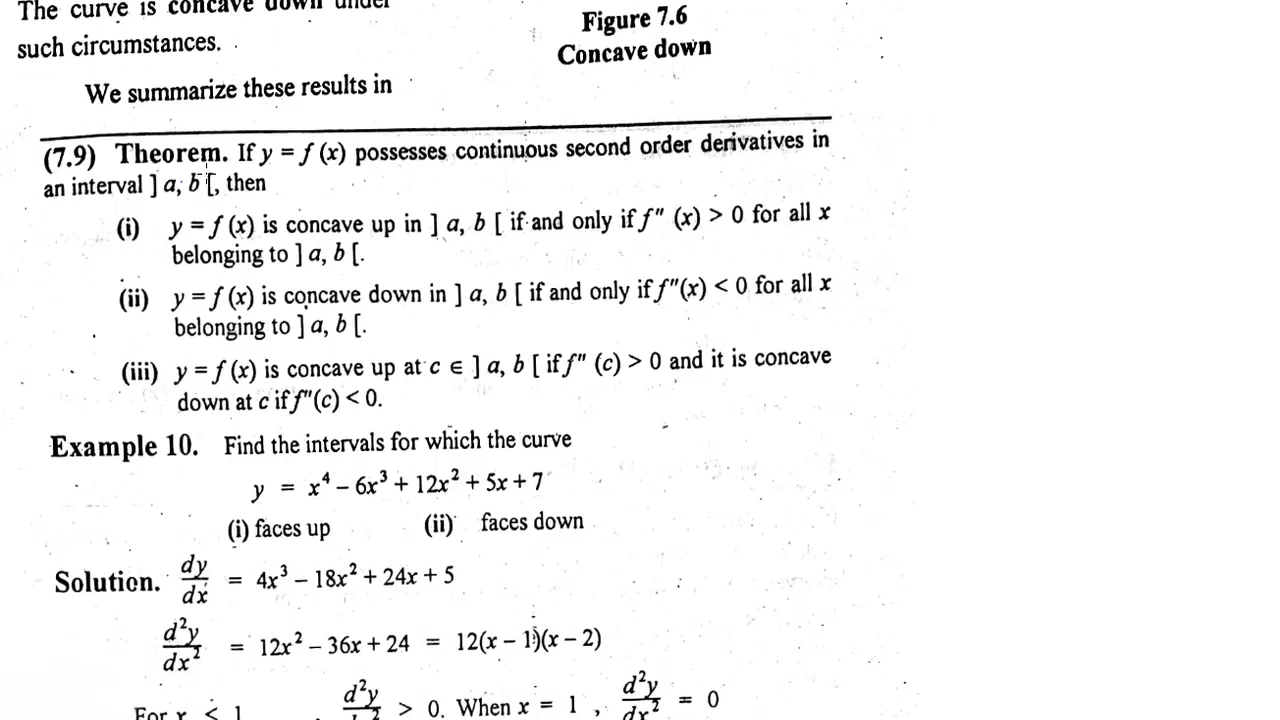 The curve is concave down under
such circumstances.
Figure 7.6
Concave down
We summarize these results in
(7.9) Theorem. If y = f (x) possesses continuous second order derivatives in
an interval ] a, b [, then
(i) y = f (x) is concave up in ] a, b [ if and only if f" (x) > 0 for all x
belonging to ] a, b [.
(ii) y = f (x) is concave down in ] a, b [ if and only if f"(x) < 0 for all x
belonging to ] a, b [.
(iii) y = f (x) is concave up at c ∈ ] a, b [ if f" (c) > 0 and it is concave
down at c if f"(c) < 0.
Example 10. Find the intervals for which the curve
y = x⁴ – 6x³ + 12x² + 5x + 7
(i) faces up (ii) faces down
Solution. dy/dx = 4x³ – 18x² + 24x + 5
d²y/dx² = 12x² – 36x + 24 = 12(x – 1)(x – 2)
For x < 1, d²y/dx² > 0. When x = 1, d²y/dx² = 0